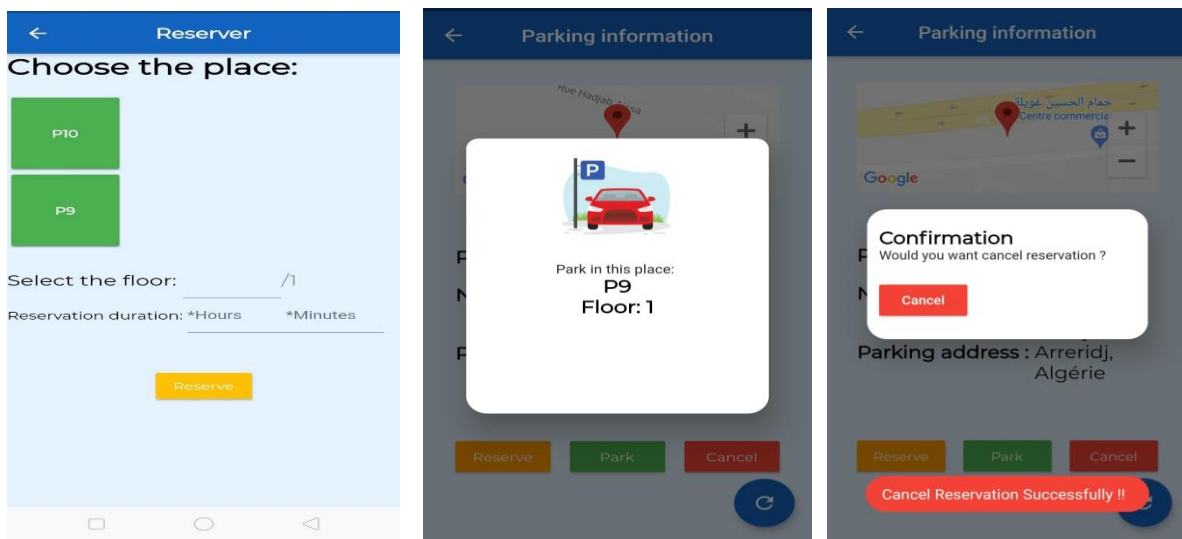 Reserver
Choose the place:
P10
P9
Select the floor: /1
Reservation duration: *Hours *Minutes
Reserve
Parking information
Rue Hadjab
+
P
Park in this place:
P9
Floor: 1
P
N
P
Reserve Park Cancel
Parking information
حمام الحسين غويلة
Centre commercia
+
−
Google
Confirmation
Would you want cancel reservation ?
Cancel
P
N
Parking address : Arreridj,
Algérie
Reserve Park Cancel
Cancel Reservation Successfully !!